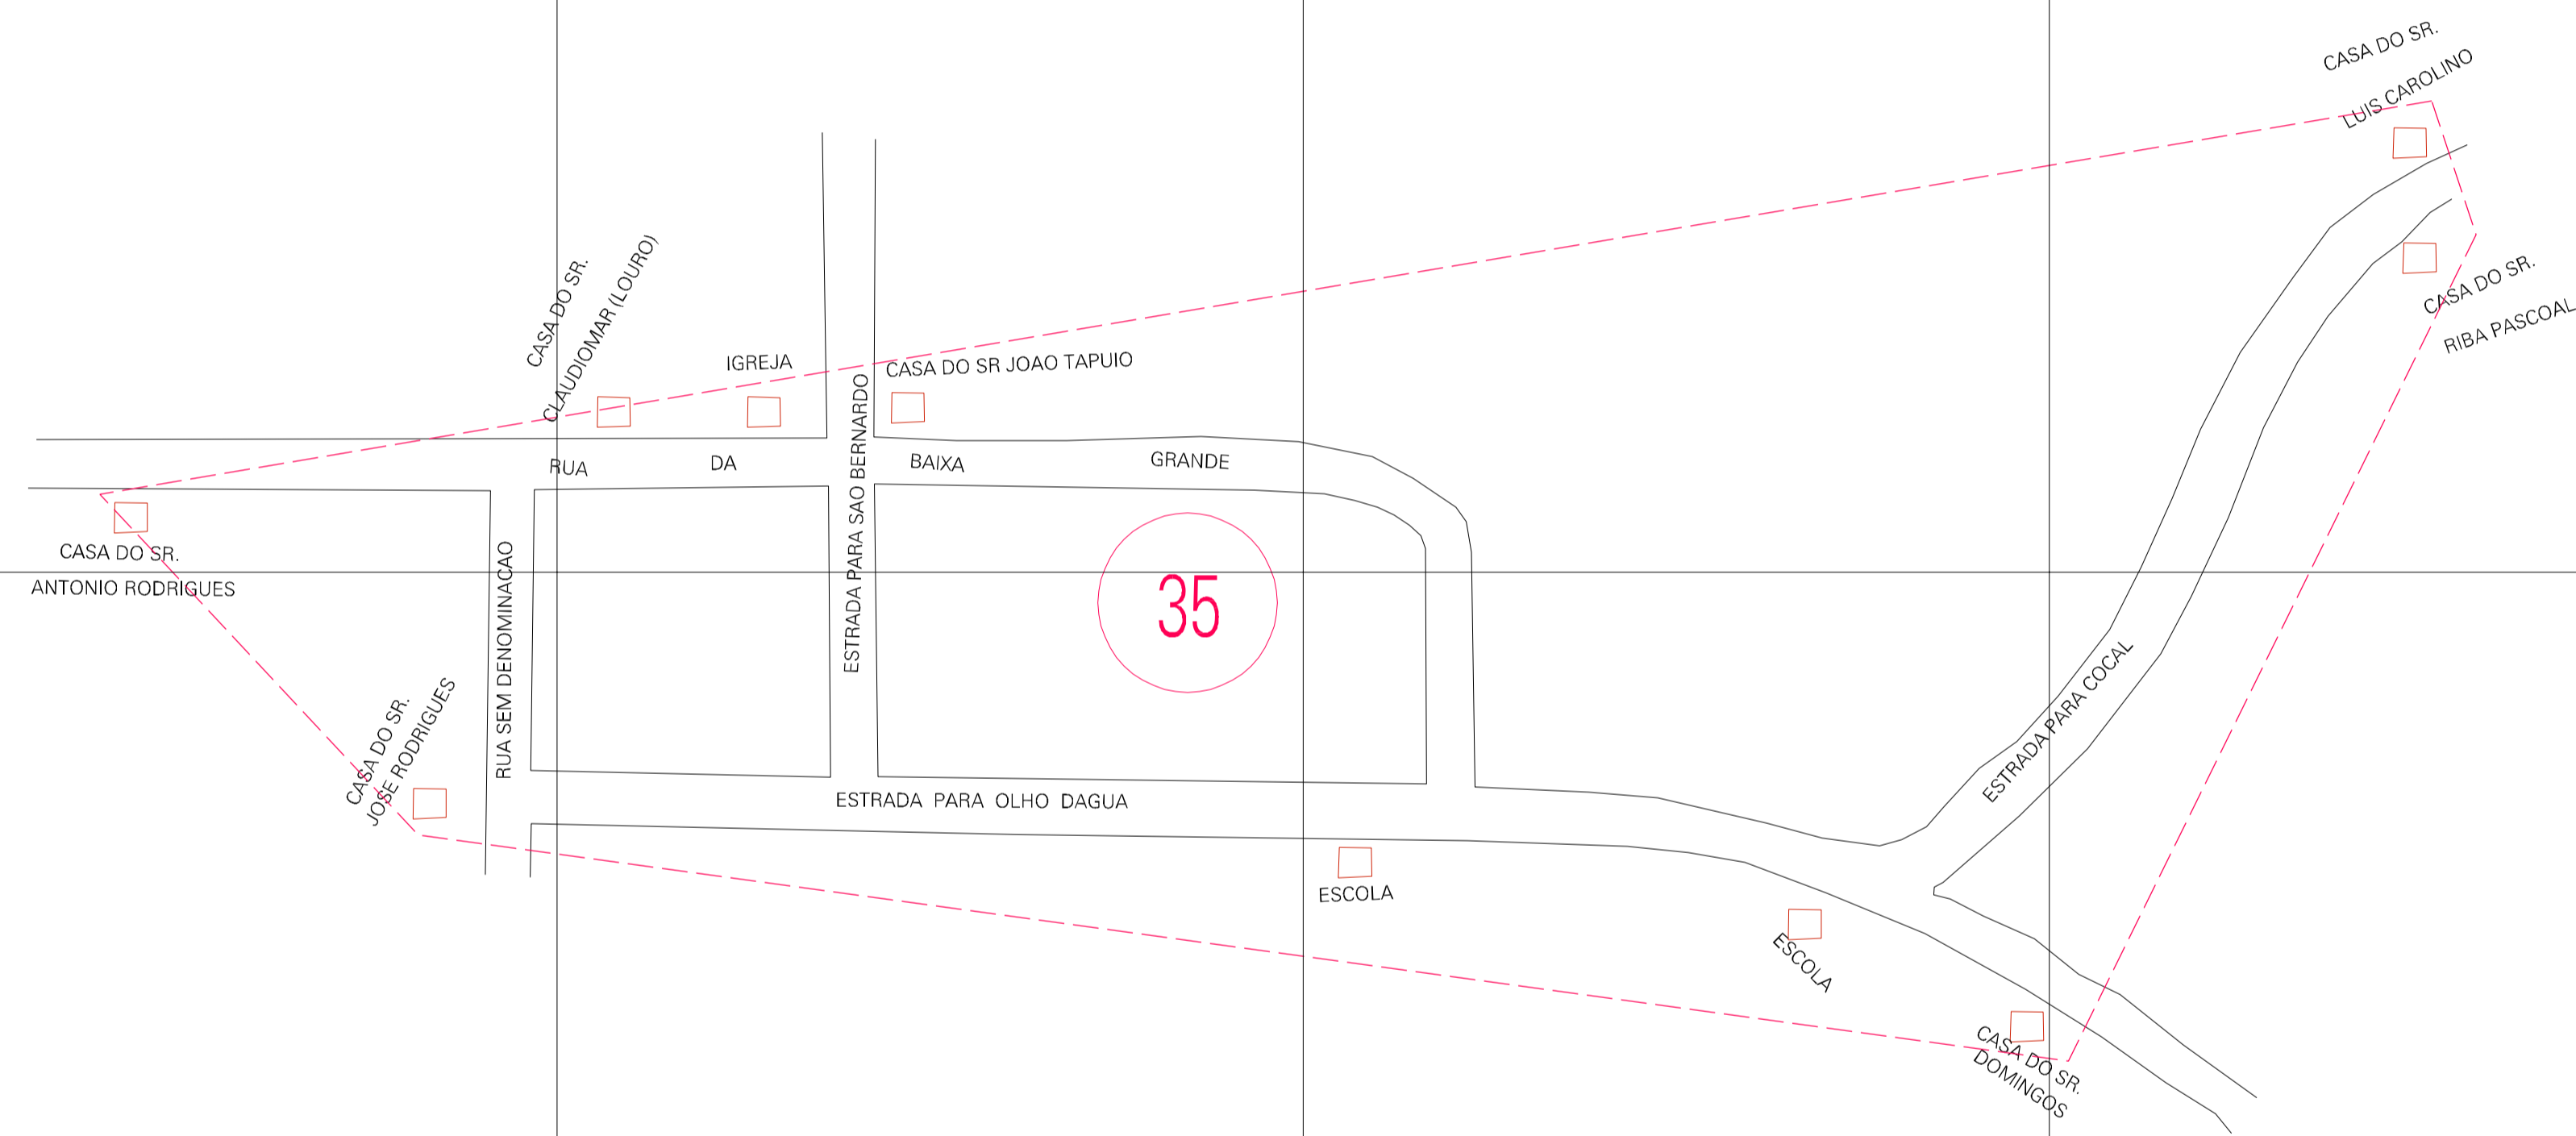 CASA DO SR.
LUIS CAROLINO
CASA DO SR.
CLAUDIOMAR (LOURO)
IGREJA
CASA DO SR JOAO TAPUIO
CASA DO SR.
RIBA PASCOAL
RUA DA BAIXA GRANDE
ESTRADA PARA SAO BERNARDO
CASA DO SR.
ANTONIO RODRIGUES
RUA SEM DENOMINACAO
35
CASA DO SR.
JOSE RODRIGUES
ESTRADA PARA COCAL
ESTRADA PARA OLHO DAGUA
ESCOLA
ESCOLA
CASA DO SR.
DOMINGOS